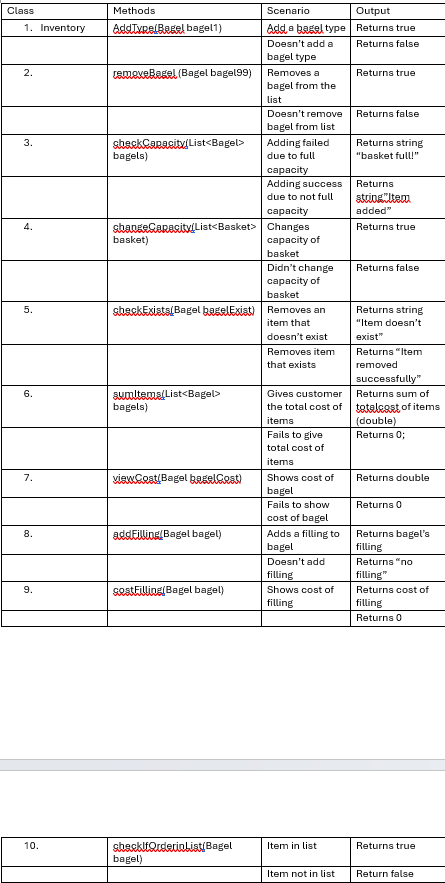 Class Methods Scenario Output
1. Inventory AddType(Bagel bagel1) Add a bagel type Returns true
Doesn't add a Returns false
bagel type
2. removeBagel (Bagel bagel99) Removes a Returns true
bagel from the
list
Doesn't remove Returns false
bagel from list
3. checkCapacity(List<Bagel> Adding failed Returns string
bagels) due to full "basket full!"
capacity
Adding success Returns
due to not full string"Item
capacity added"
4. changeCapacity(List<Basket> Changes Returns true
basket) capacity of
basket
Didn't change Returns false
capacity of
basket
5. checkExists(Bagel bagelExist) Removes an Returns string
item that "Item doesn't
doesn't exist exist"
Removes item Returns "Item
that exists removed
successfully"
6. sumItems(List<Bagel> Gives customer Returns sum of
bagels) the total cost of totalcost of items
items (double)
Fails to give Returns 0;
total cost of
items
7. viewCost(Bagel bagelCost) Shows cost of Returns double
bagel
Fails to show Returns 0
cost of bagel
8. addFilling(Bagel bagel) Adds a filling to Returns bagel's
bagel filling
Doesn't add Returns "no
filling filling"
9. costFilling(Bagel bagel) Shows cost of Returns cost of
filling filling
Returns 0
10. checkIfOrderinList(Bagel Item in list Returns true
bagel)
Item not in list Return false